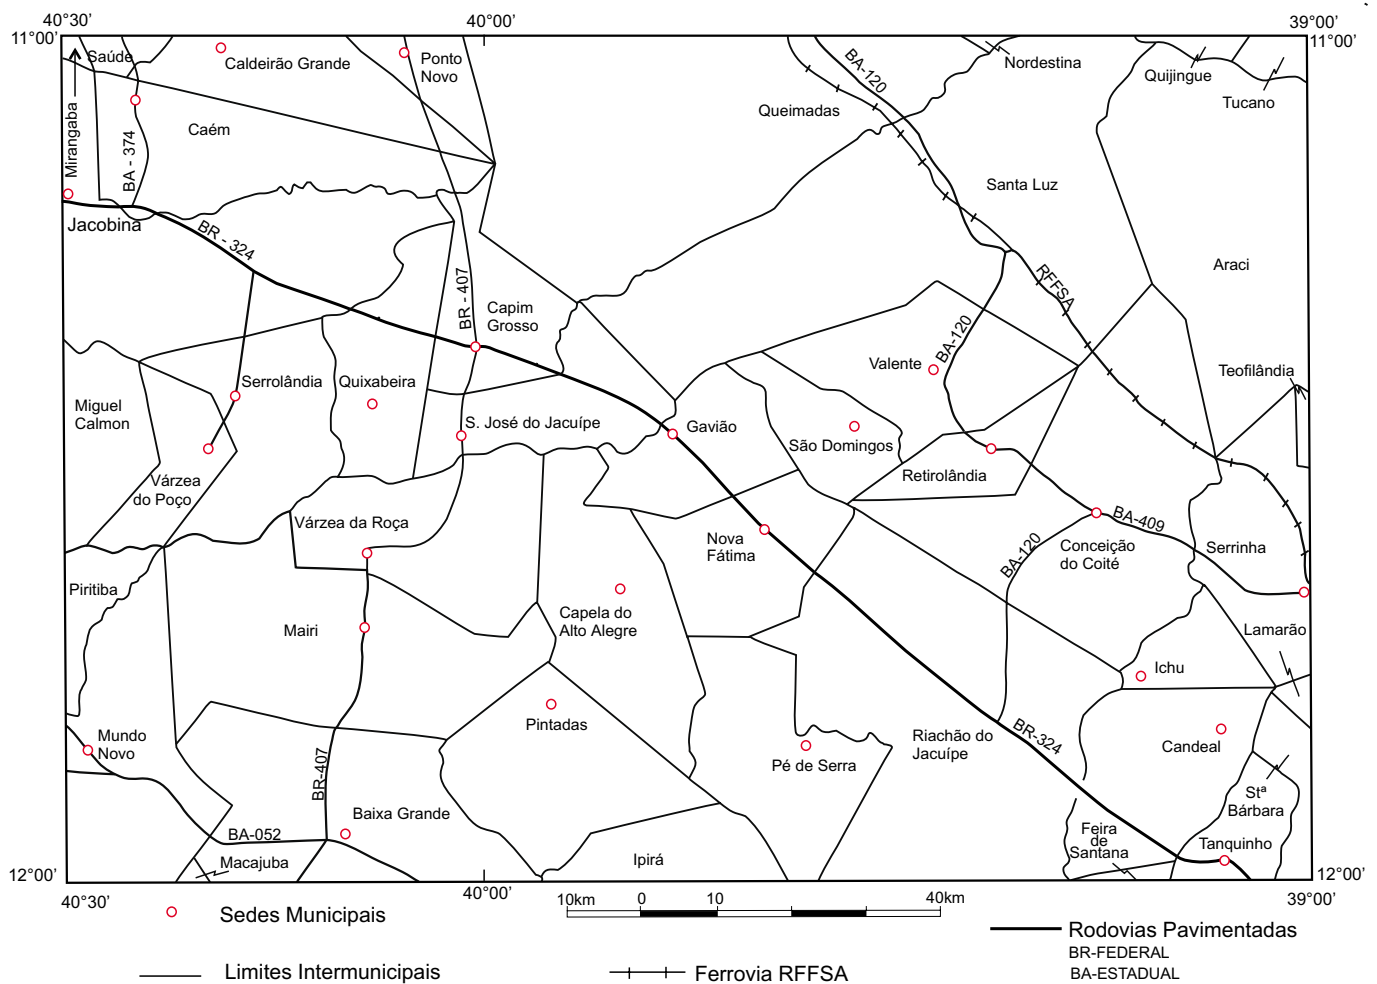 40°30'
40°00'
39°00'
11°00'
11°00'
Saúde
Caldeirão Grande
Ponto
Novo
BA-120
Nordestina
Quijingue
Tucano
Mirangaba
BA - 374
Caém
Queimadas
Santa Luz
Jacobina
BR - 324
BR - 407
Capim
Grosso
RFFSA
Araci
BA-120
Valente
Teofilândia
Serrolândia
Quixabeira
Miguel
Calmon
S. José do Jacuípe
Gavião
São Domingos
Retirolândia
Várzea
do Poço
Várzea da Roça
Nova
Fátima
BA-409
BA-120
Conceição
do Coité
Serrinha
Piritiba
Mairi
Capela do
Alto Alegre
Lamarão
Ichu
Pintadas
Mundo
Novo
BR-407
Pé de Serra
Riachão do
Jacuípe
BR-324
Candeal
Stª
Bárbara
Baixa Grande
BA-052
Macajuba
Ipirá
Feira
de
Santana
Tanquinho
12°00'
12°00'
40°30'
40°00'
39°00'
Sedes Municipais
10km 0 10 40km
Rodovias Pavimentadas
BR-FEDERAL
BA-ESTADUAL
Limites Intermunicipais
Ferrovia RFFSA